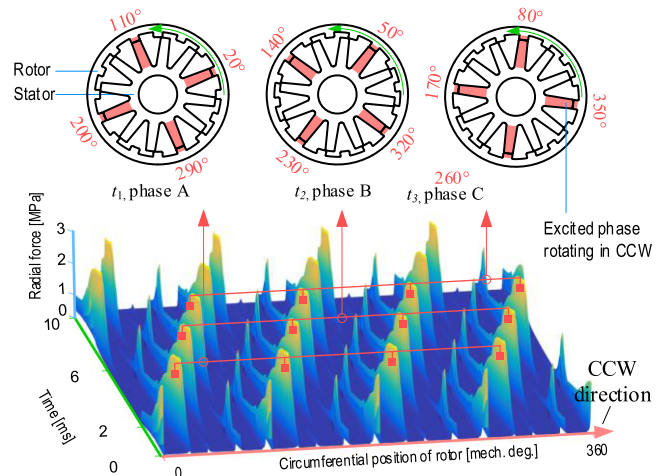 110°
20°
200°
290°
140°
50°
230°
320°
80°
170°
350°
260°
Rotor
Stator
t1, phase A
t2, phase B
t3, phase C
Excited phase
rotating in CCW
Radial force [MPa]
3
2
1
0
10
6
2
0
Time [ms]
0
Circumferential position of rotor [mech. deg.]
360
CCW
direction